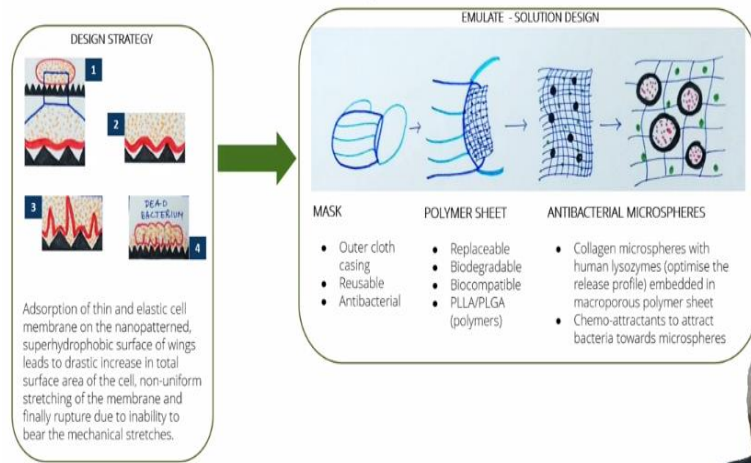 DESIGN STRATEGY
1
2
3
DEAD
BACTERIUM
4
Adsorption of thin and elastic cell
membrane on the nanopatterned,
superhydrophobic surface of wings
leads to drastic increase in total
surface area of the cell, non-uniform
stretching of the membrane and
finally rupture due to inability to
bear the mechanical stretches.
EMULATE - SOLUTION DESIGN
MASK
• Outer cloth
casing
• Reusable
• Antibacterial
POLYMER SHEET
• Replaceable
• Biodegradable
• Biocompatible
• PLLA/PLGA
(polymers)
ANTIBACTERIAL MICROSPHERES
• Collagen microspheres with
human lysozymes (optimise the
release profile) embedded in
macroporous polymer sheet
• Chemo-attractants to attract
bacteria towards microspheres